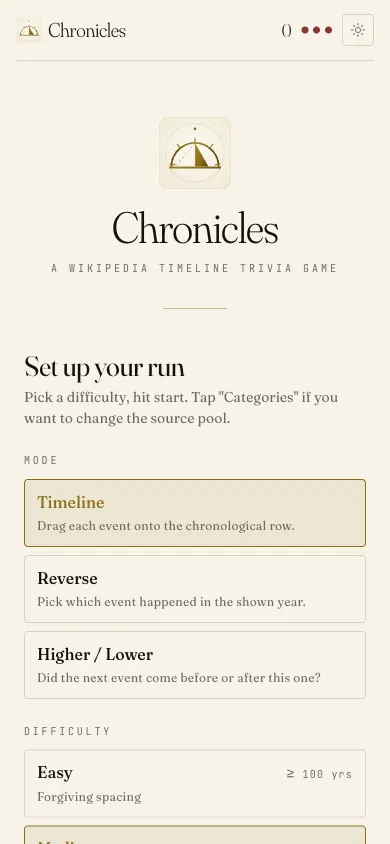 Chronicles
0
Chronicles
A WIKIPEDIA TIMELINE TRIVIA GAME
Set up your run
Pick a difficulty, hit start. Tap "Categories" if you
want to change the source pool.
MODE
Timeline
Drag each event onto the chronological row.
Reverse
Pick which event happened in the shown year.
Higher / Lower
Did the next event come before or after this one?
DIFFICULTY
Easy
≥ 100 yrs
Forgiving spacing